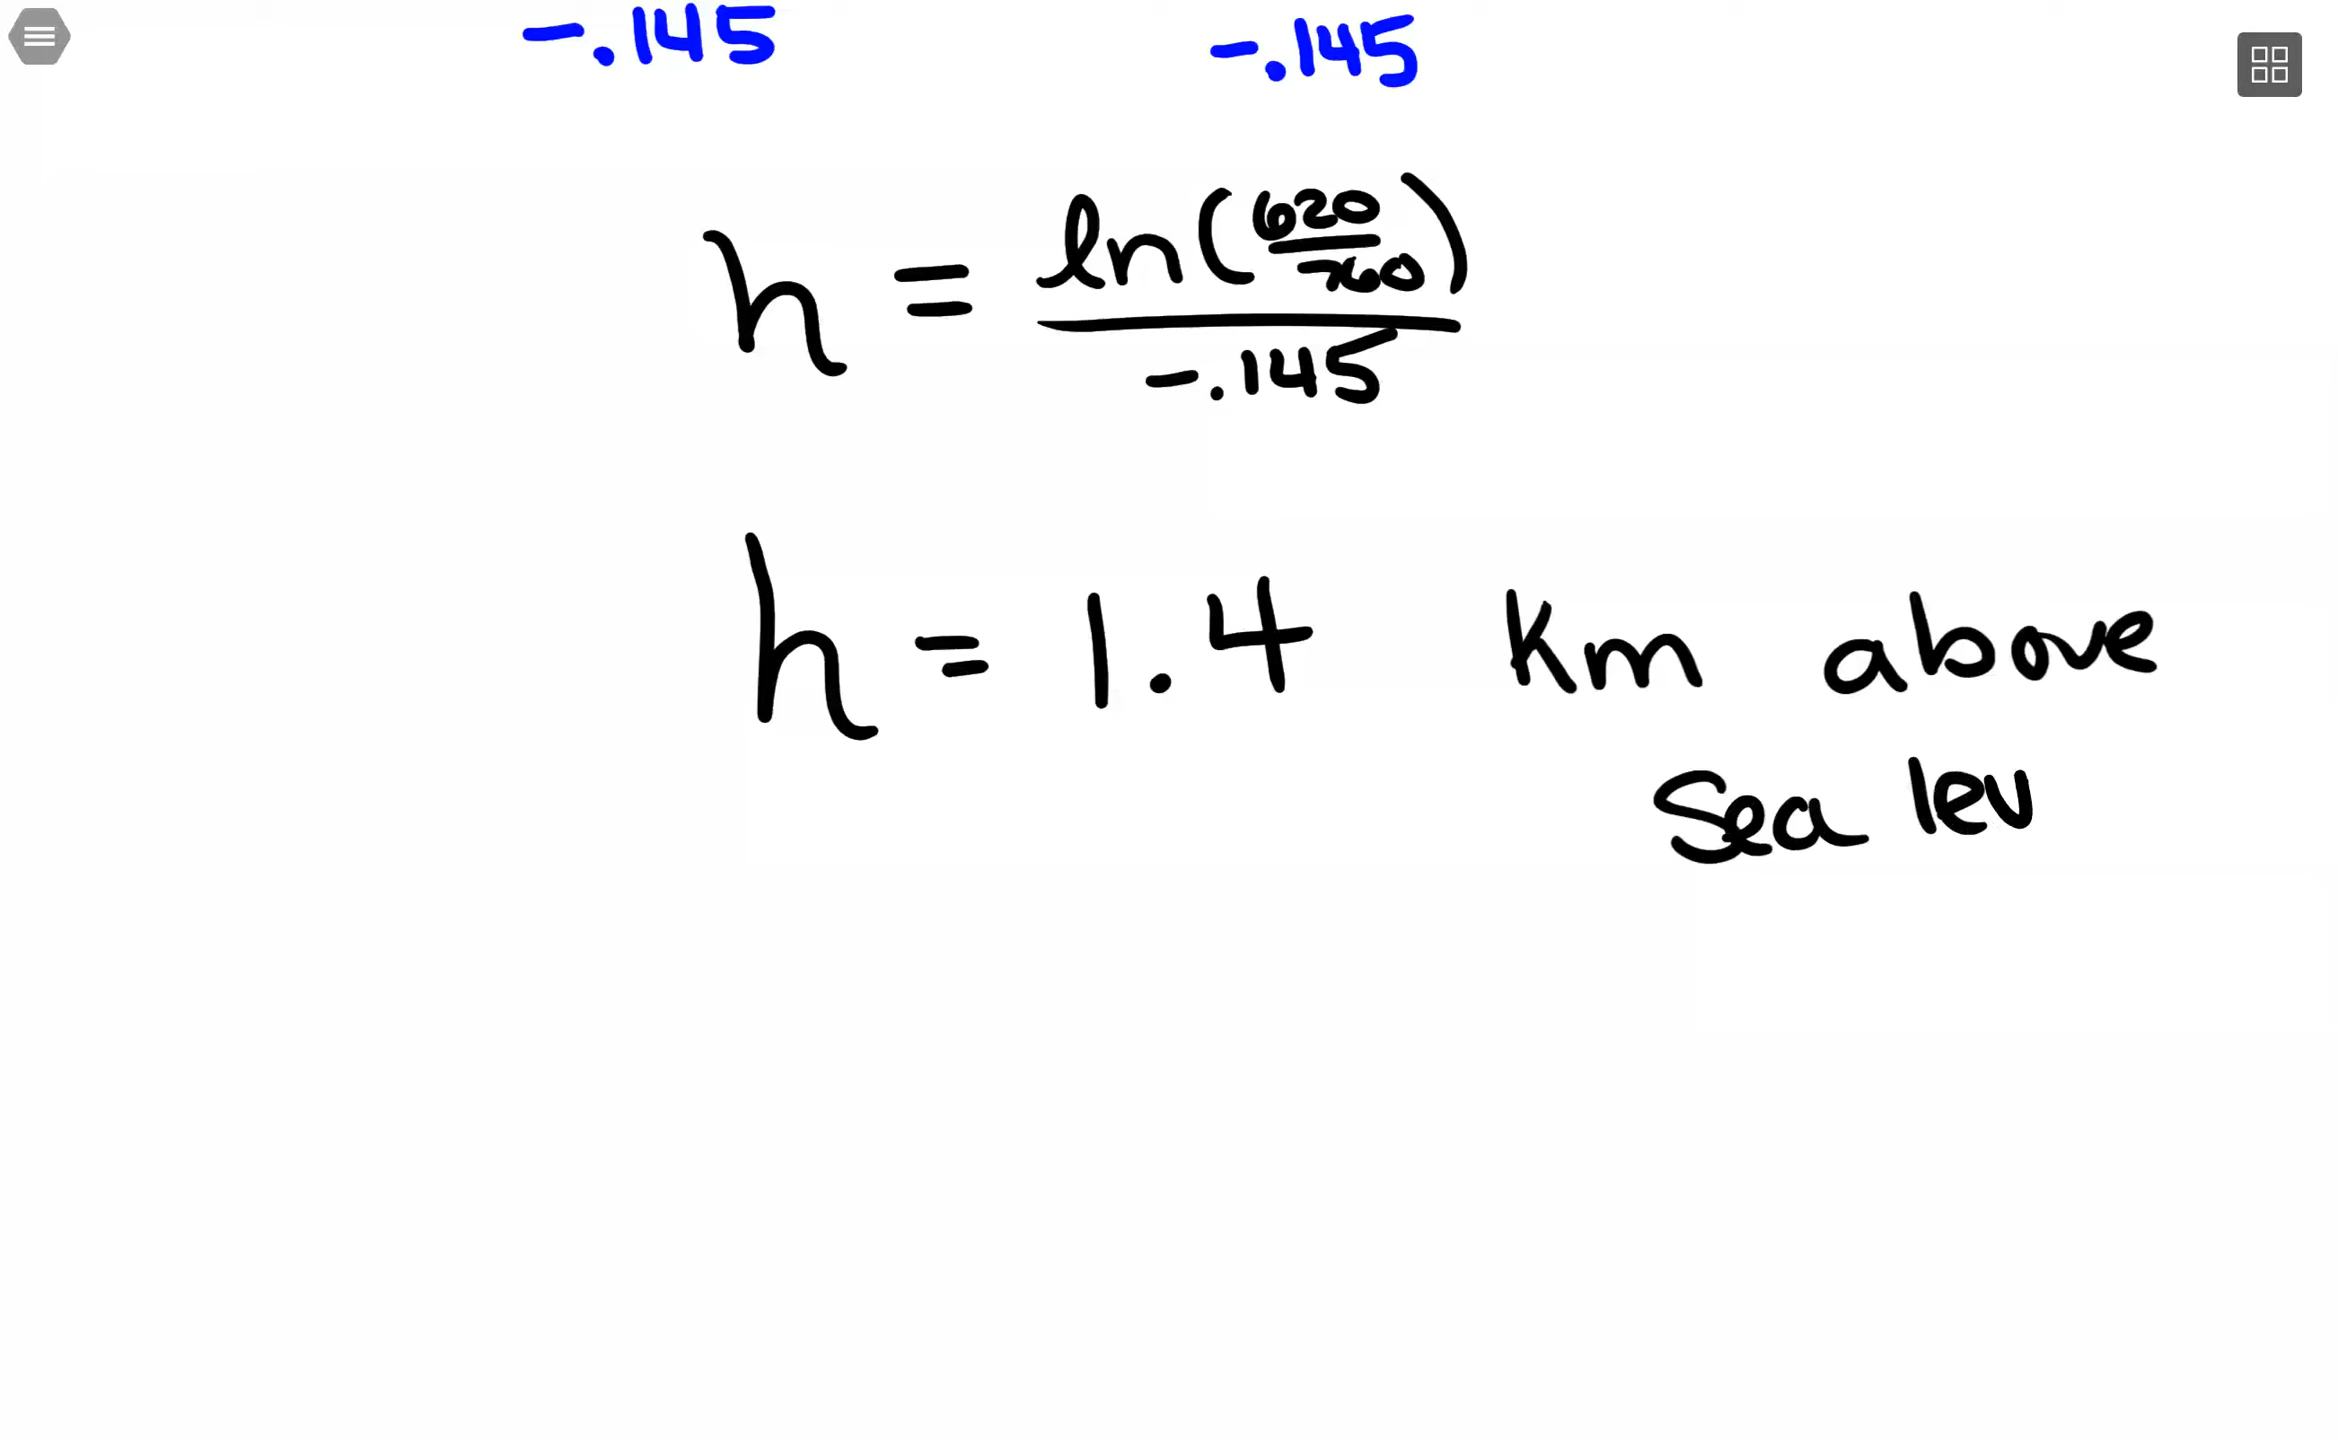 -.145 -.145
h = ln(620/760)
-.145
h = 1.4 Km above
Sea lev